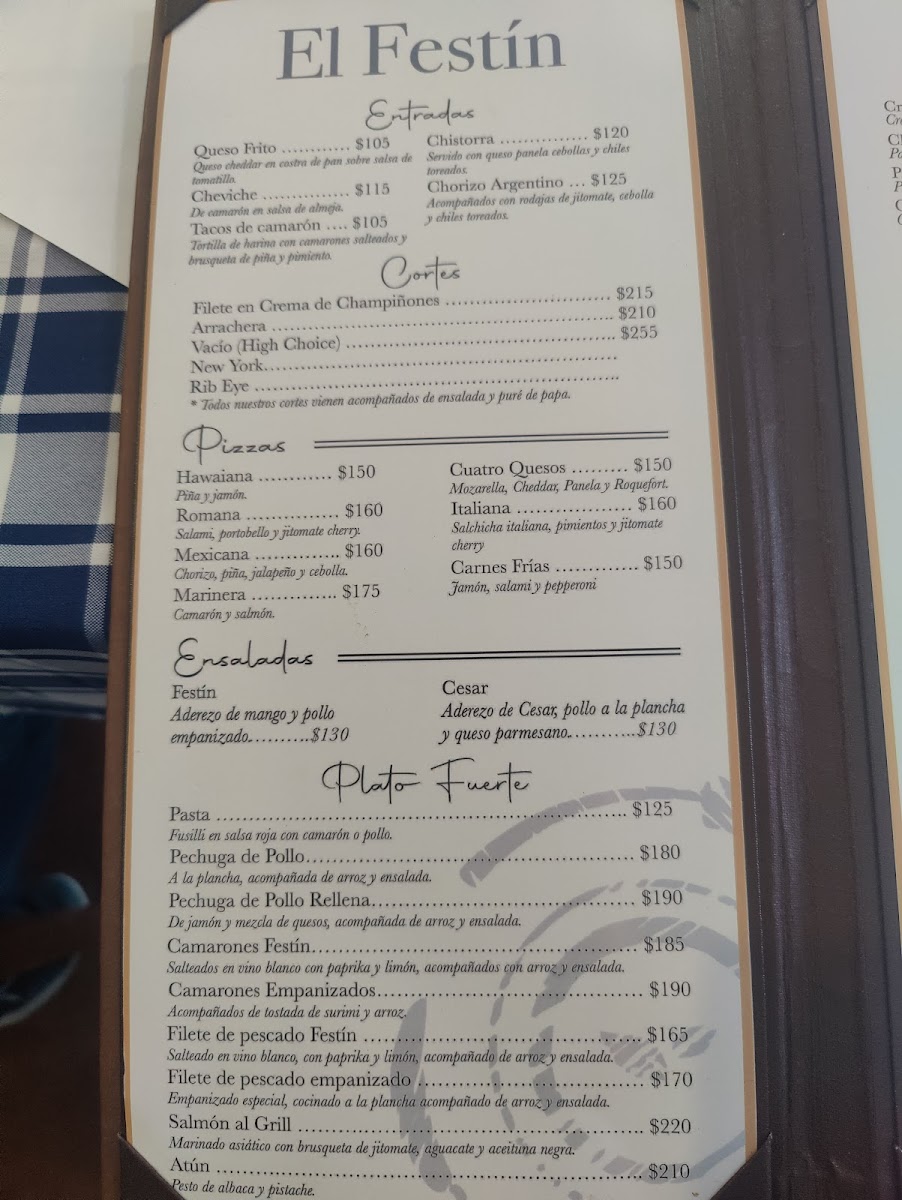 El Festín
Entradas
Queso Frito ............ $105
Queso cheddar en costra de pan sobre salsa de
tomatillo.
Cheviche ............... $115
De camarón en salsa de almeja.
Tacos de camarón .... $105
Tortilla de harina con camarones salteados y
brusqueta de piña y pimiento.
Chistorra ............... $120
Servido con queso panela cebollas y chiles
toreados.
Chorizo Argentino ... $125
Acompañados con rodajas de jitomate, cebolla
y chiles toreados.
Cortes
Filete en Crema de Champiñones ................................ $215
Arrachera ................................................................ $210
Vacío (High Choice) .................................................. $255
New York..................................................................
Rib Eye ....................................................................
* Todos nuestros cortes vienen acompañados de ensalada y puré de papa.
Pizzas
Hawaiana ............ $150
Piña y jamón.
Romana ............... $160
Salami, portobello y jitomate cherry.
Mexicana .............. $160
Chorizo, piña, jalapeño y cebolla.
Marinera .............. $175
Camarón y salmón.
Cuatro Quesos ......... $150
Mozarella, Cheddar, Panela y Roquefort.
Italiana .................. $160
Salchicha italiana, pimientos y jitomate
cherry
Carnes Frías ............. $150
Jamón, salami y pepperoni
Ensaladas
Festín
Aderezo de mango y pollo
empanizado..........$130
Cesar
Aderezo de Cesar, pollo a la plancha
y queso parmesano............$130
Plato Fuerte
Pasta .................................................................. $125
Fusilli en salsa roja con camarón o pollo.
Pechuga de Pollo..................................................... $180
A la plancha, acompañada de arroz y ensalada.
Pechuga de Pollo Rellena.......................................... $190
De jamón y mezcla de quesos, acompañada de arroz y ensalada.
Camarones Festín.................................................... $185
Salteados en vino blanco con paprika y limón, acompañados con arroz y ensalada.
Camarones Empanizados.......................................... $190
Acompañados de tostada de surimi y arroz.
Filete de pescado Festín ............................................ $165
Salteado en vino blanco, con paprika y limón, acompañado de arroz y ensalada.
Filete de pescado empanizado .................................... $170
Empanizado especial, cocinado a la plancha acompañado de arroz y ensalada.
Salmón al Grill ........................................................ $220
Marinado asiático con brusqueta de jitomate, aguacate y aceituna negra.
Atún ..................................................................... $210
Pesto de albaca y pistache.